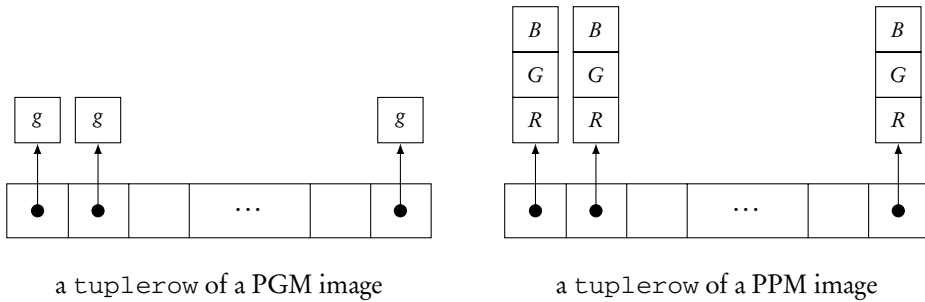 B B B
G G G
g g g R R R
... ...
a tuplerow of a PGM image a tuplerow of a PPM image